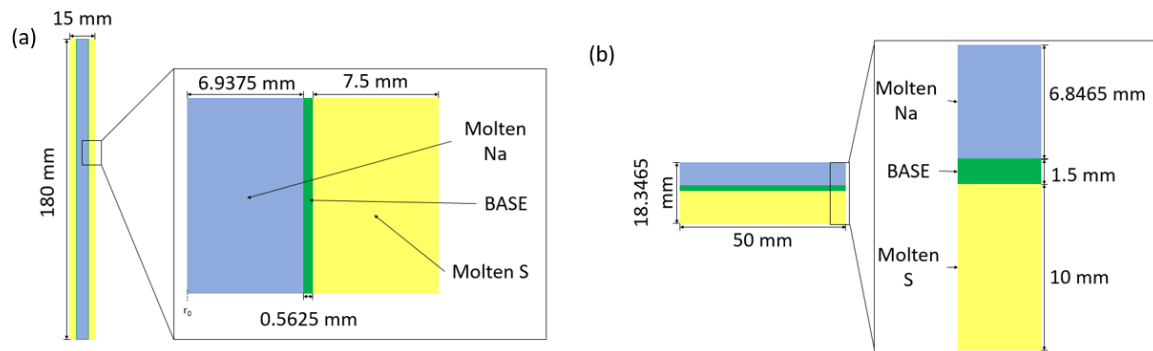 (a)
15 mm
180 mm
6.9375 mm
7.5 mm
Molten
Na
BASE
Molten S
r0
0.5625 mm
(b)
18.3465
mm
50 mm
Molten
Na
6.8465 mm
BASE
1.5 mm
Molten
S
10 mm